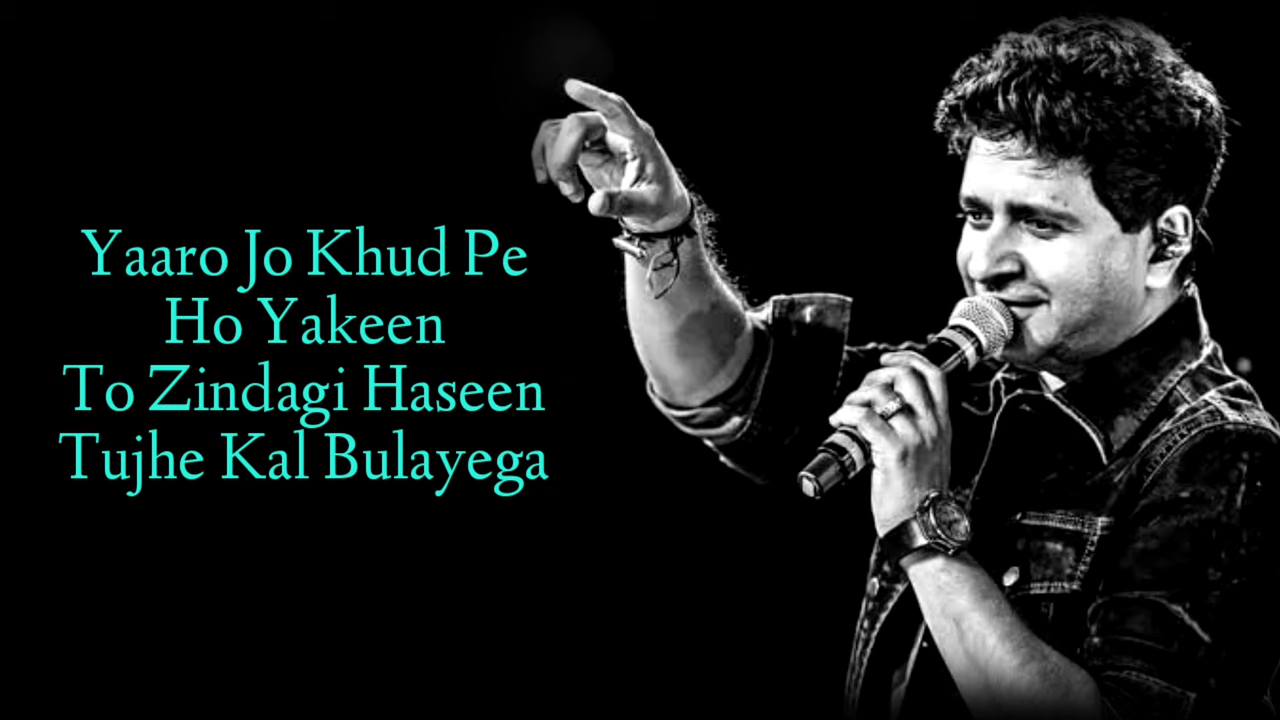 Yaaro Jo Khud Pe
Ho Yakeen
To Zindagi Haseen
Tujhe Kal Bulayega